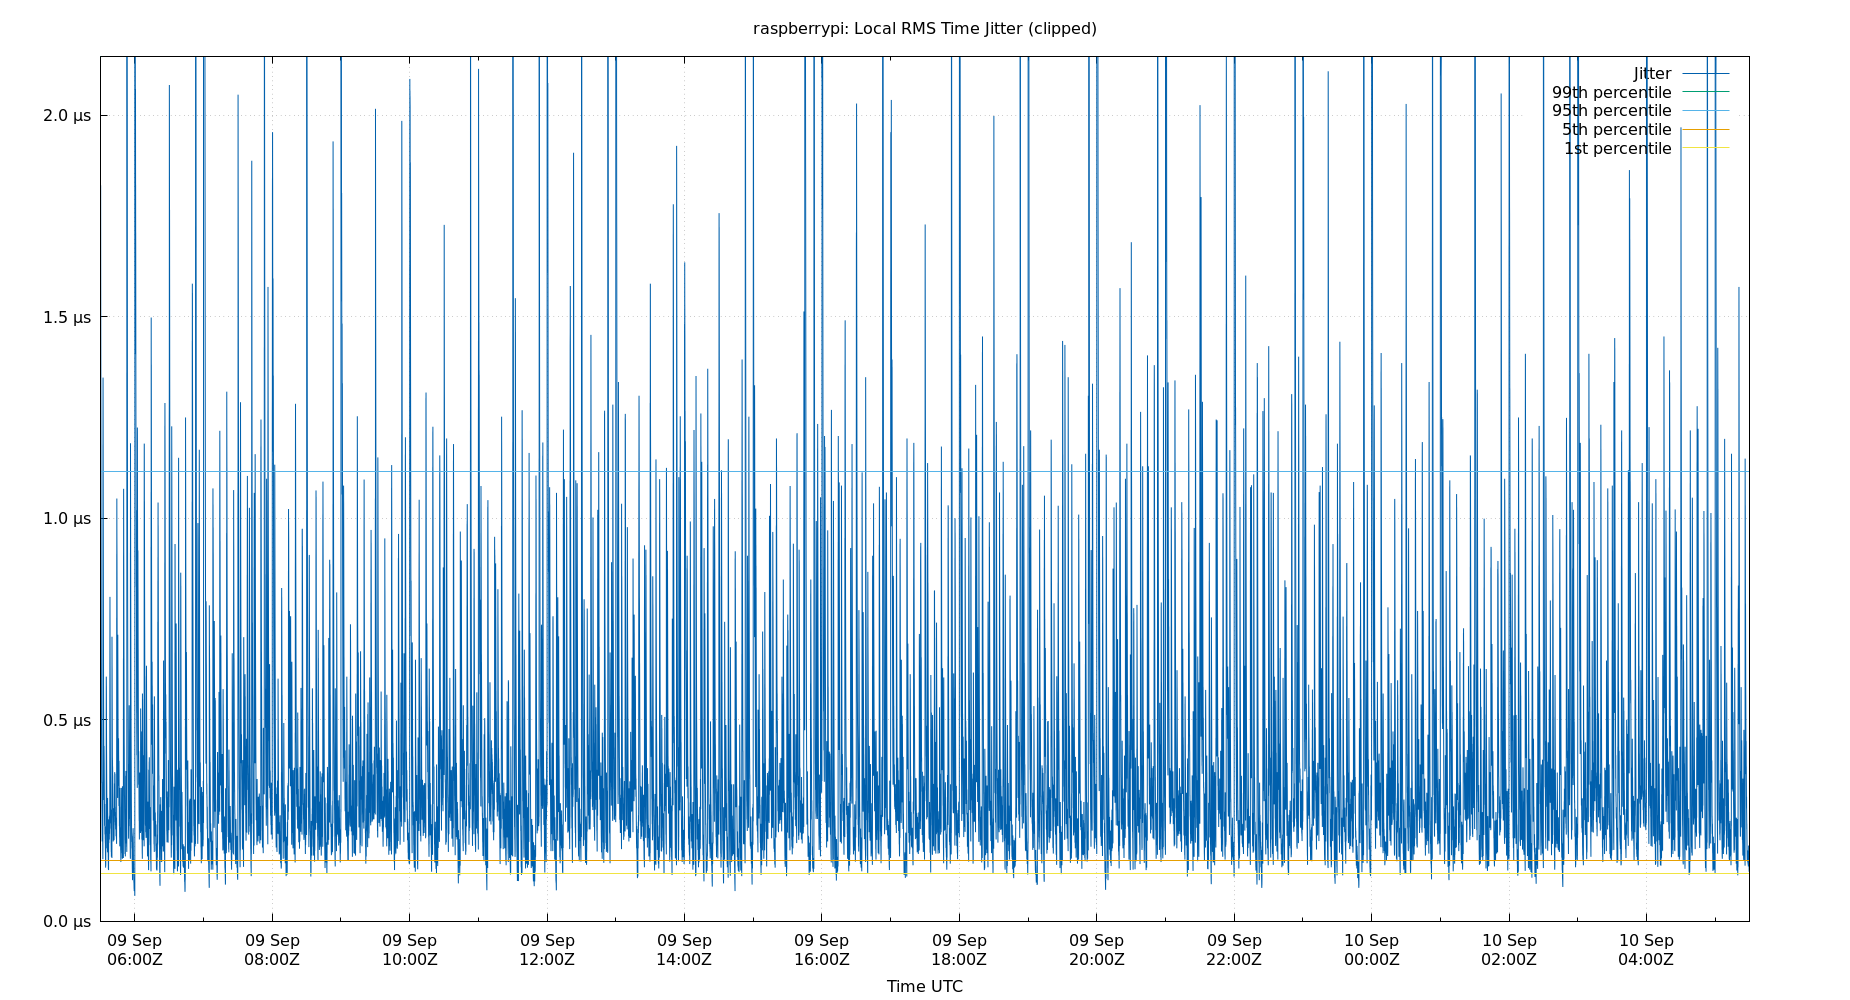 raspberrypi: Local RMS Time Jitter (clipped)
Jitter
99th percentile
95th percentile
5th percentile
1st percentile
2.0 μs
1.5 μs
1.0 μs
0.5 μs
0.0 μs
09 Sep 09 Sep 09 Sep 09 Sep 09 Sep 09 Sep 09 Sep 09 Sep 09 Sep 10 Sep 10 Sep 10 Sep
06:00Z 08:00Z 10:00Z 12:00Z 14:00Z 16:00Z 18:00Z 20:00Z 22:00Z 00:00Z 02:00Z 04:00Z
Time UTC